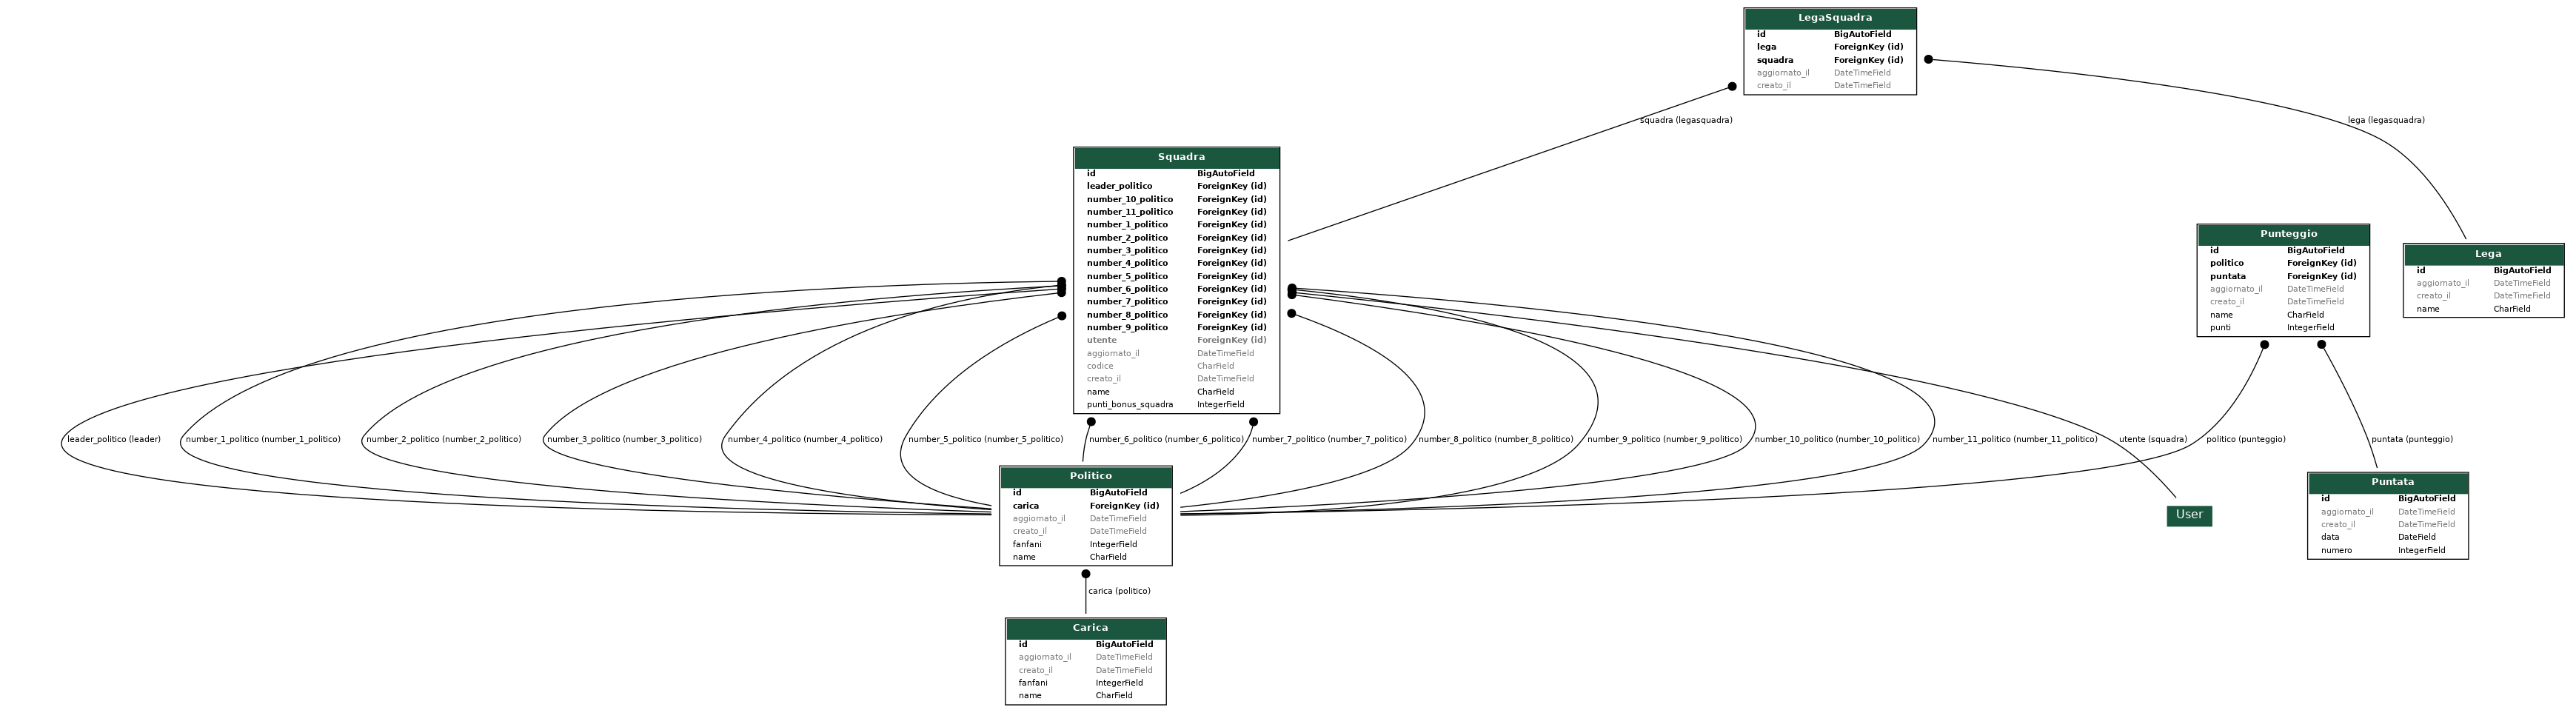 LegaSquadra
id BigAutoField
lega ForeignKey (id)
squadra ForeignKey (id)
aggiornato_il DateTimeField
creato_il DateTimeField
squadra (legasquadra)
lega (legasquadra)
Squadra
id BigAutoField
leader_politico ForeignKey (id)
number_10_politico ForeignKey (id)
number_11_politico ForeignKey (id)
number_1_politico ForeignKey (id)
number_2_politico ForeignKey (id)
number_3_politico ForeignKey (id)
number_4_politico ForeignKey (id)
number_5_politico ForeignKey (id)
number_6_politico ForeignKey (id)
number_7_politico ForeignKey (id)
number_8_politico ForeignKey (id)
number_9_politico ForeignKey (id)
utente ForeignKey (id)
aggiornato_il DateTimeField
codice CharField
creato_il DateTimeField
name CharField
punti_bonus_squadra IntegerField
Punteggio
id BigAutoField
politico ForeignKey (id)
puntata ForeignKey (id)
aggiornato_il DateTimeField
creato_il DateTimeField
name CharField
punti IntegerField
Lega
id BigAutoField
aggiornato_il DateTimeField
creato_il DateTimeField
name CharField
leader_politico (leader)
number_1_politico (number_1_politico)
number_2_politico (number_2_politico)
number_3_politico (number_3_politico)
number_4_politico (number_4_politico)
number_5_politico (number_5_politico)
number_6_politico (number_6_politico)
number_7_politico (number_7_politico)
number_8_politico (number_8_politico)
number_9_politico (number_9_politico)
number_10_politico (number_10_politico)
number_11_politico (number_11_politico)
utente (squadra)
politico (punteggio)
puntata (punteggio)
Politico
id BigAutoField
carica ForeignKey (id)
aggiornato_il DateTimeField
creato_il DateTimeField
fanfani IntegerField
name CharField
User
Puntata
id BigAutoField
aggiornato_il DateTimeField
creato_il DateTimeField
data DateField
numero IntegerField
carica (politico)
Carica
id BigAutoField
aggiornato_il DateTimeField
creato_il DateTimeField
fanfani IntegerField
name CharField